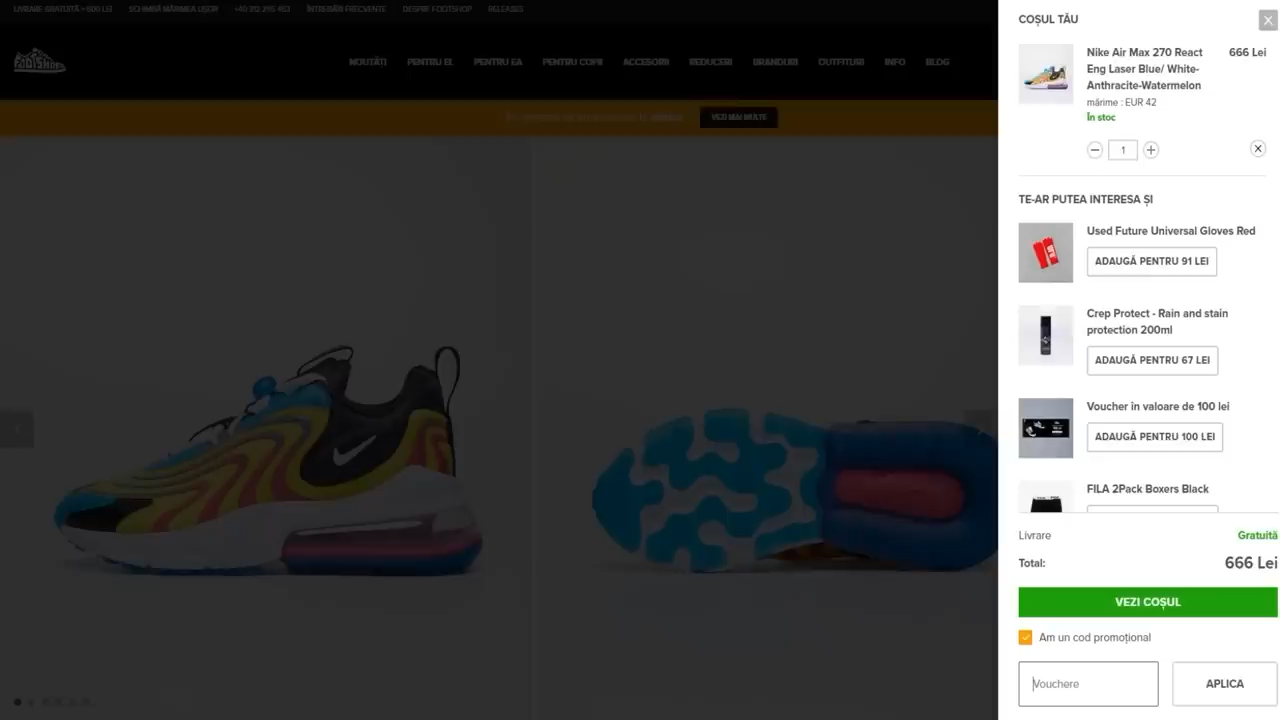 LIVRARE GRATUITĂ > 500 LEI SCHIMBĂ MĂRIMEA UȘOR ÎNTREBĂRI FRECVENTE DESPRE FOOTSHOP RELEASES
NOUTĂȚI PENTRU EL PENTRU EA PENTRU COPII ACCESORII REDUCERI BRANDURI OUTFITURI INFO BLOG
VEZI MAI MULTE
COȘUL TĂU
Nike Air Max 270 React 666 Lei
Eng Laser Blue/ White-
Anthracite-Watermelon
mărime : EUR 42
În stoc
1
TE-AR PUTEA INTERESA ȘI
Used Future Universal Gloves Red
ADAUGĂ PENTRU 91 LEI
Crep Protect - Rain and stain
protection 200ml
ADAUGĂ PENTRU 67 LEI
Voucher în valoare de 100 lei
ADAUGĂ PENTRU 100 LEI
FILA 2Pack Boxers Black
Livrare Gratuită
Total: 666 Lei
VEZI COȘUL
Am un cod promoțional
Vouchere APLICA